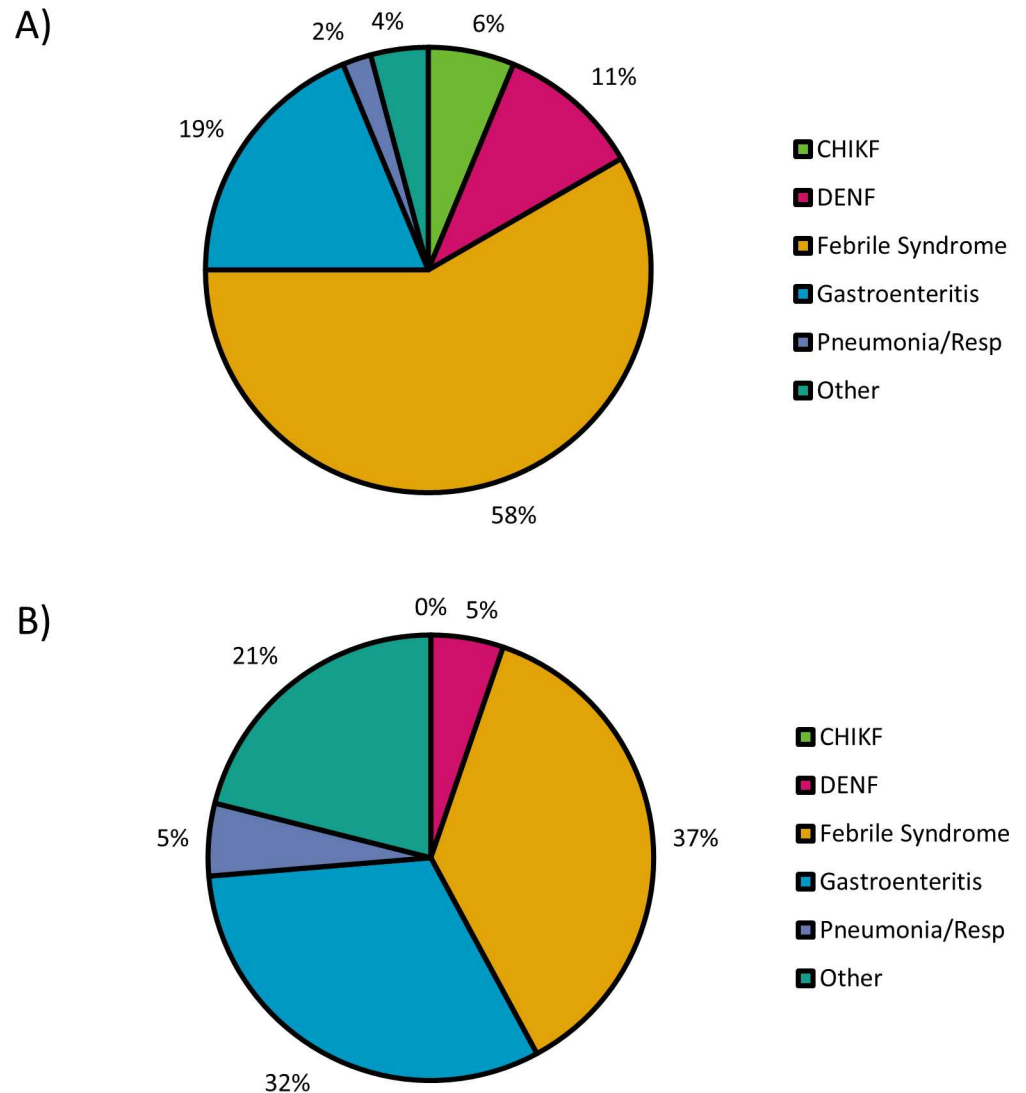 A)
2%
4%
6%
11%
19%
58%
CHIKF
DENF
Febrile Syndrome
Gastroenteritis
Pneumonia/Resp
Other
B)
0%
5%
21%
37%
5%
32%
CHIKF
DENF
Febrile Syndrome
Gastroenteritis
Pneumonia/Resp
Other